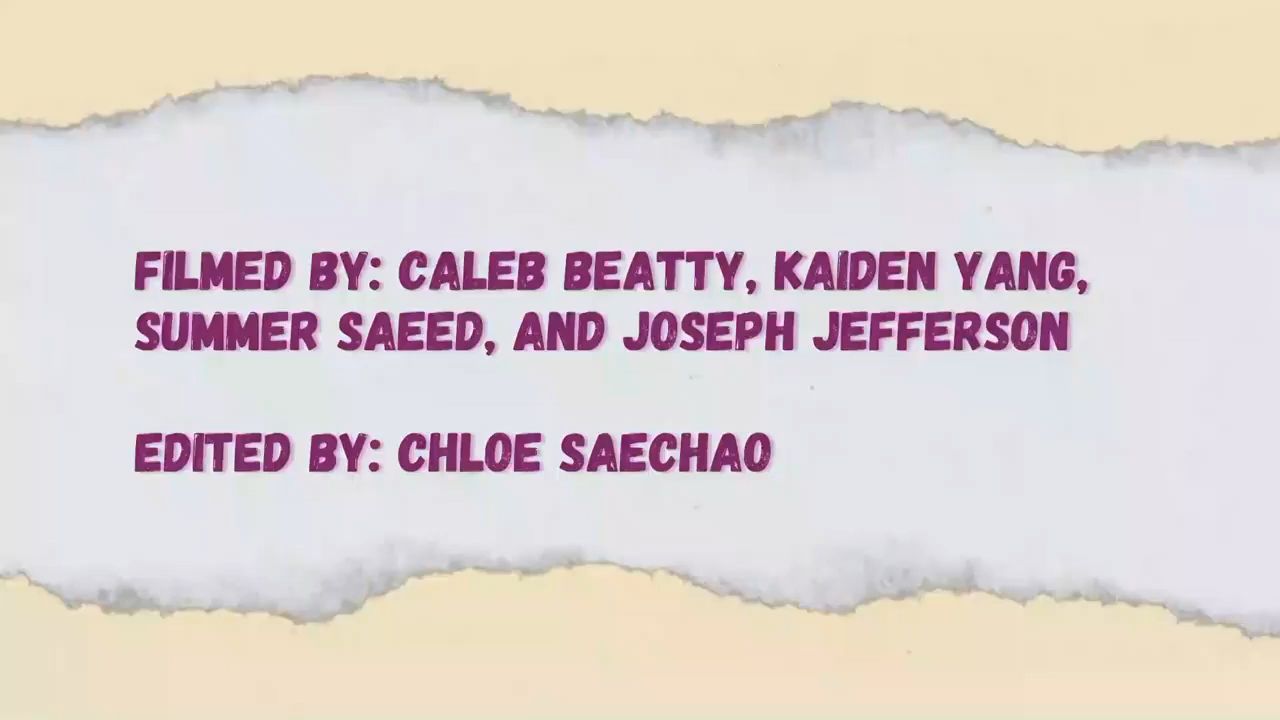 FILMED BY: CALEB BEATTY, KAIDEN YANG,
SUMMER SAEED, AND JOSEPH JEFFERSON
EDITED BY: CHLOE SAECHAO